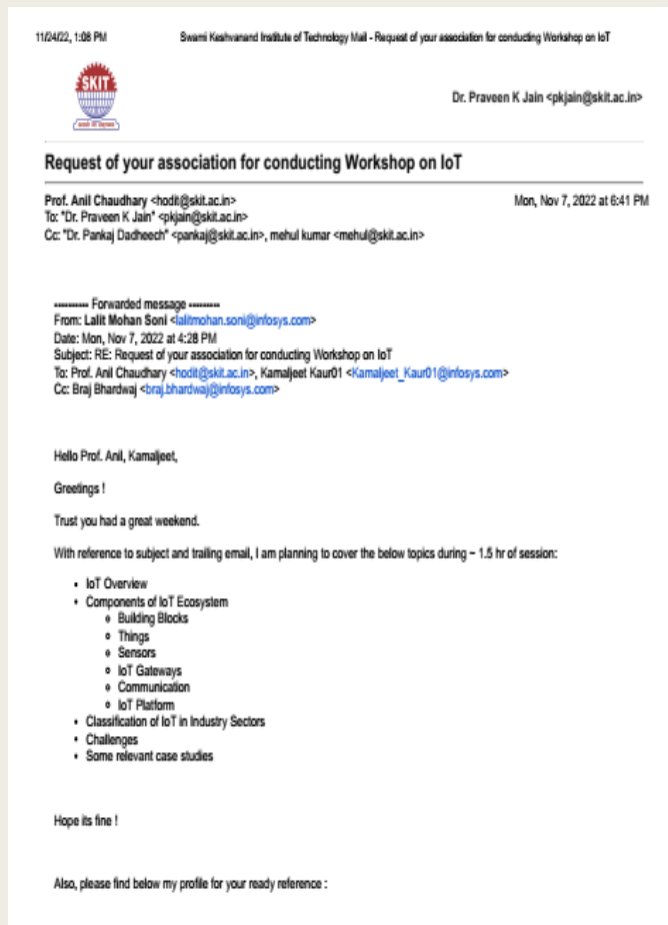 11/24/22, 1:08 PM Swami Keshvanand Institute of Technology Mail - Request of your association for conducting Workshop on IoT
SKIT
Dr. Praveen K Jain <pkjain@skit.ac.in>
Request of your association for conducting Workshop on IoT
Prof. Anil Chaudhary <hodit@skit.ac.in> Mon, Nov 7, 2022 at 6:41 PM
To: "Dr. Praveen K Jain" <pkjain@skit.ac.in>
Cc: "Dr. Pankaj Dadheech" <pankaj@skit.ac.in>, mehul kumar <mehul@skit.ac.in>
---------- Forwarded message ---------
From: Lalit Mohan Soni <lalitmohan.soni@infosys.com>
Date: Mon, Nov 7, 2022 at 4:28 PM
Subject: RE: Request of your association for conducting Workshop on IoT
To: Prof. Anil Chaudhary <hodit@skit.ac.in>, Kamaljeet Kaur01 <Kamaljeet_Kaur01@infosys.com>
Cc: Braj Bhardwaj <braj.bhardwaj@infosys.com>
Hello Prof. Anil, Kamaljeet,
Greetings !
Trust you had a great weekend.
With reference to subject and trailing email, I am planning to cover the below topics during ~ 1.5 hr of session:
• IoT Overview
• Components of IoT Ecosystem
o Building Blocks
o Things
o Sensors
o IoT Gateways
o Communication
o IoT Platform
• Classification of IoT in Industry Sectors
• Challenges
• Some relevant case studies
Hope its fine !
Also, please find below my profile for your ready reference :